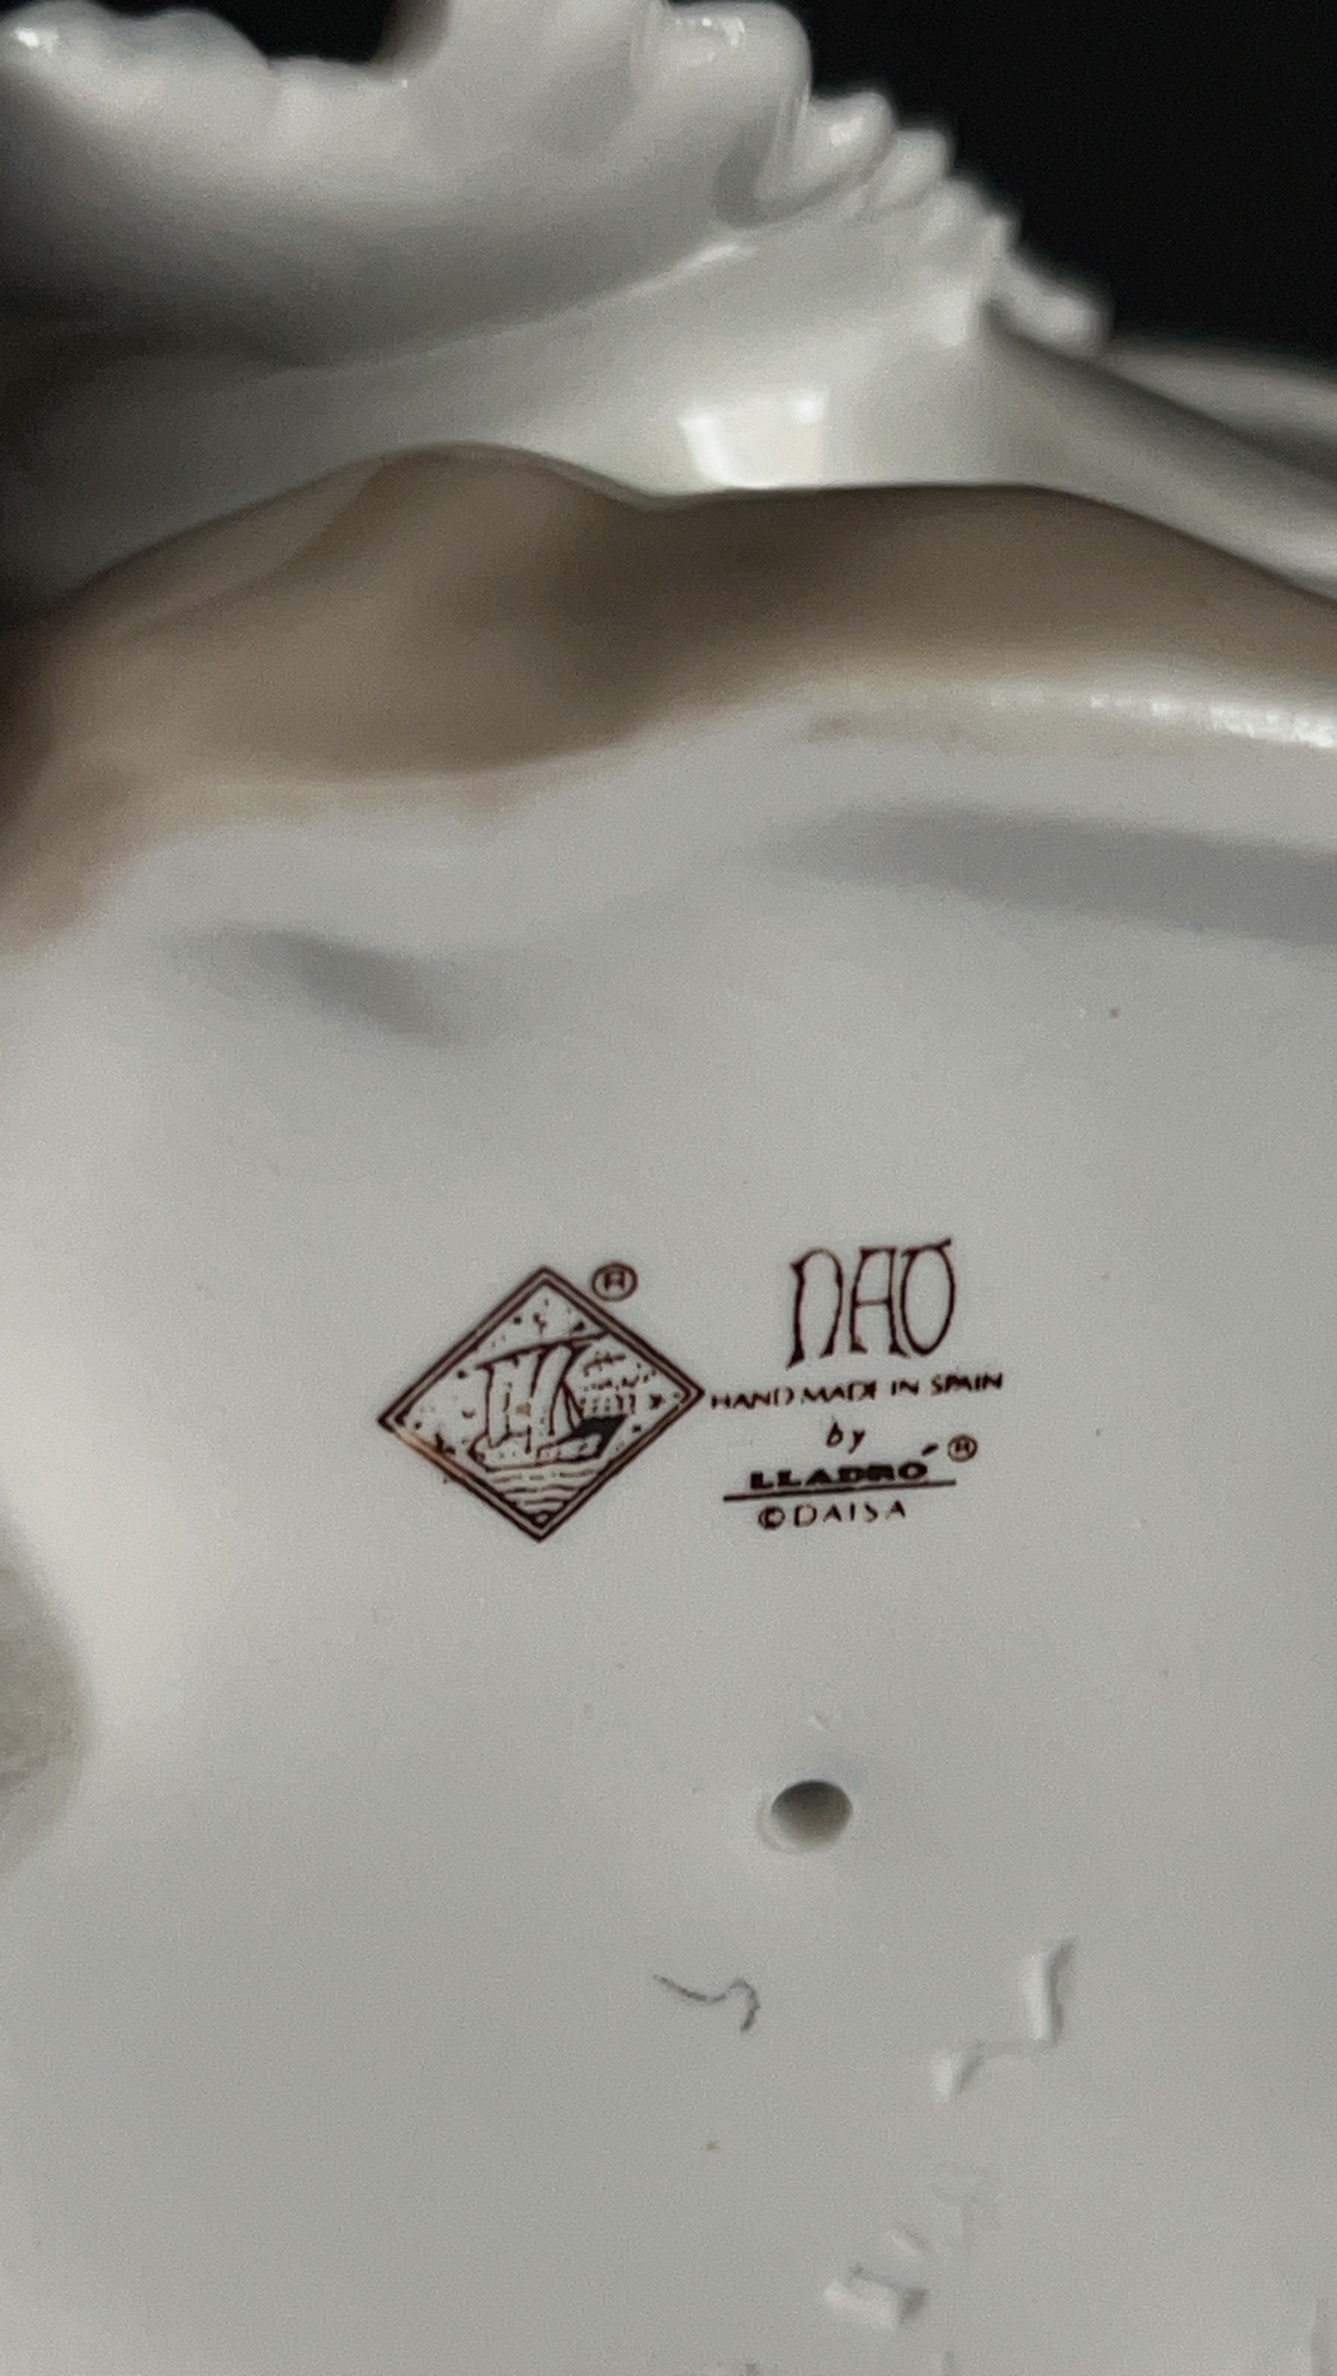 ®
NAO
HAND MADE IN SPAIN
by
LLADRÓ®
©DAISA